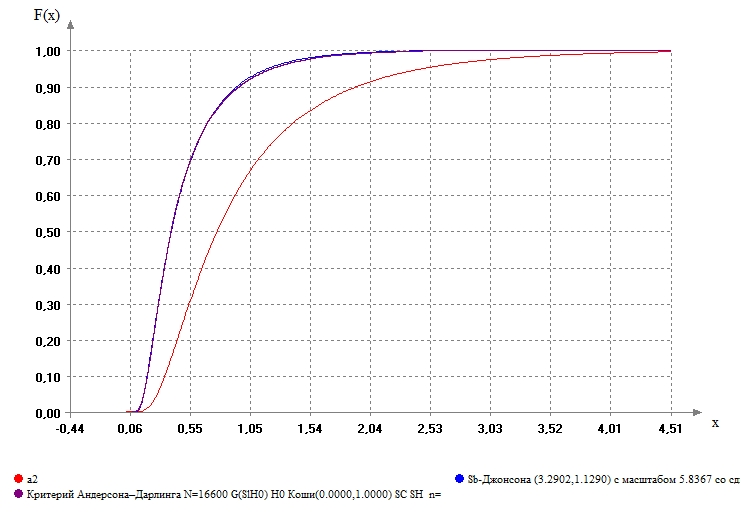 F(x)
1,00
0,90
0,80
0,70
0,60
0,50
0,40
0,30
0,20
0,10
0,00
-0,44 0,06 0,55 1,05 1,54 2,04 2,53 3,03 3,52 4,01 4,51 x
a2 Sb-Джонсона (3.2902,1.1290) с масштабом 5.8367 со сд
Критерий Андерсона–Дарлинга N=16600 G(S|H0) H0 Коши(0.0000,1.0000) SC SH n=